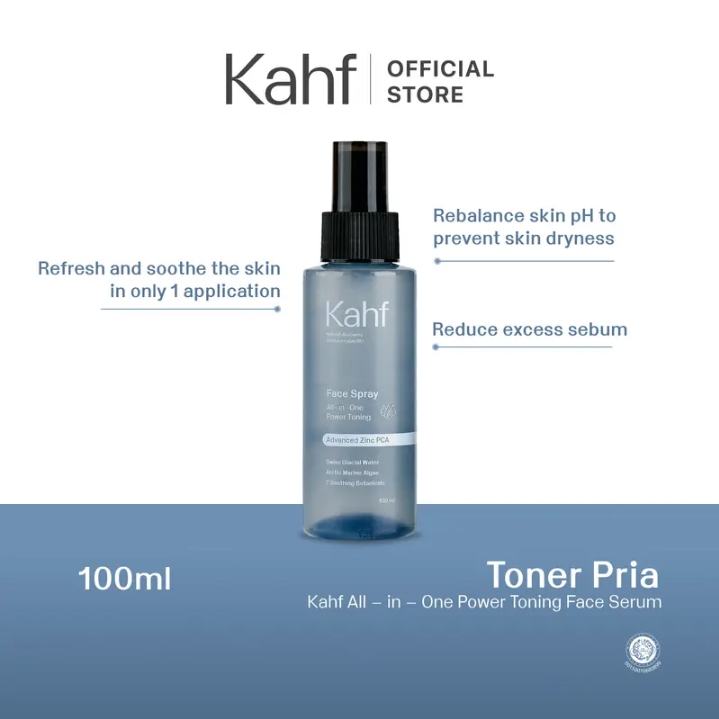 Kahf
OFFICIAL
STORE
Rebalance skin pH to
prevent skin dryness
Refresh and soothe the skin
in only 1 application
Reduce excess sebum
Kahf
Face Spray
All-in-One
Power Toning
Advanced Zinc PCA
Swiss Glacial Water
Arctic Marine Algae
7 Soothing Botanicals
100 ml
100ml
Toner Pria
Kahf All – in – One Power Toning Face Serum